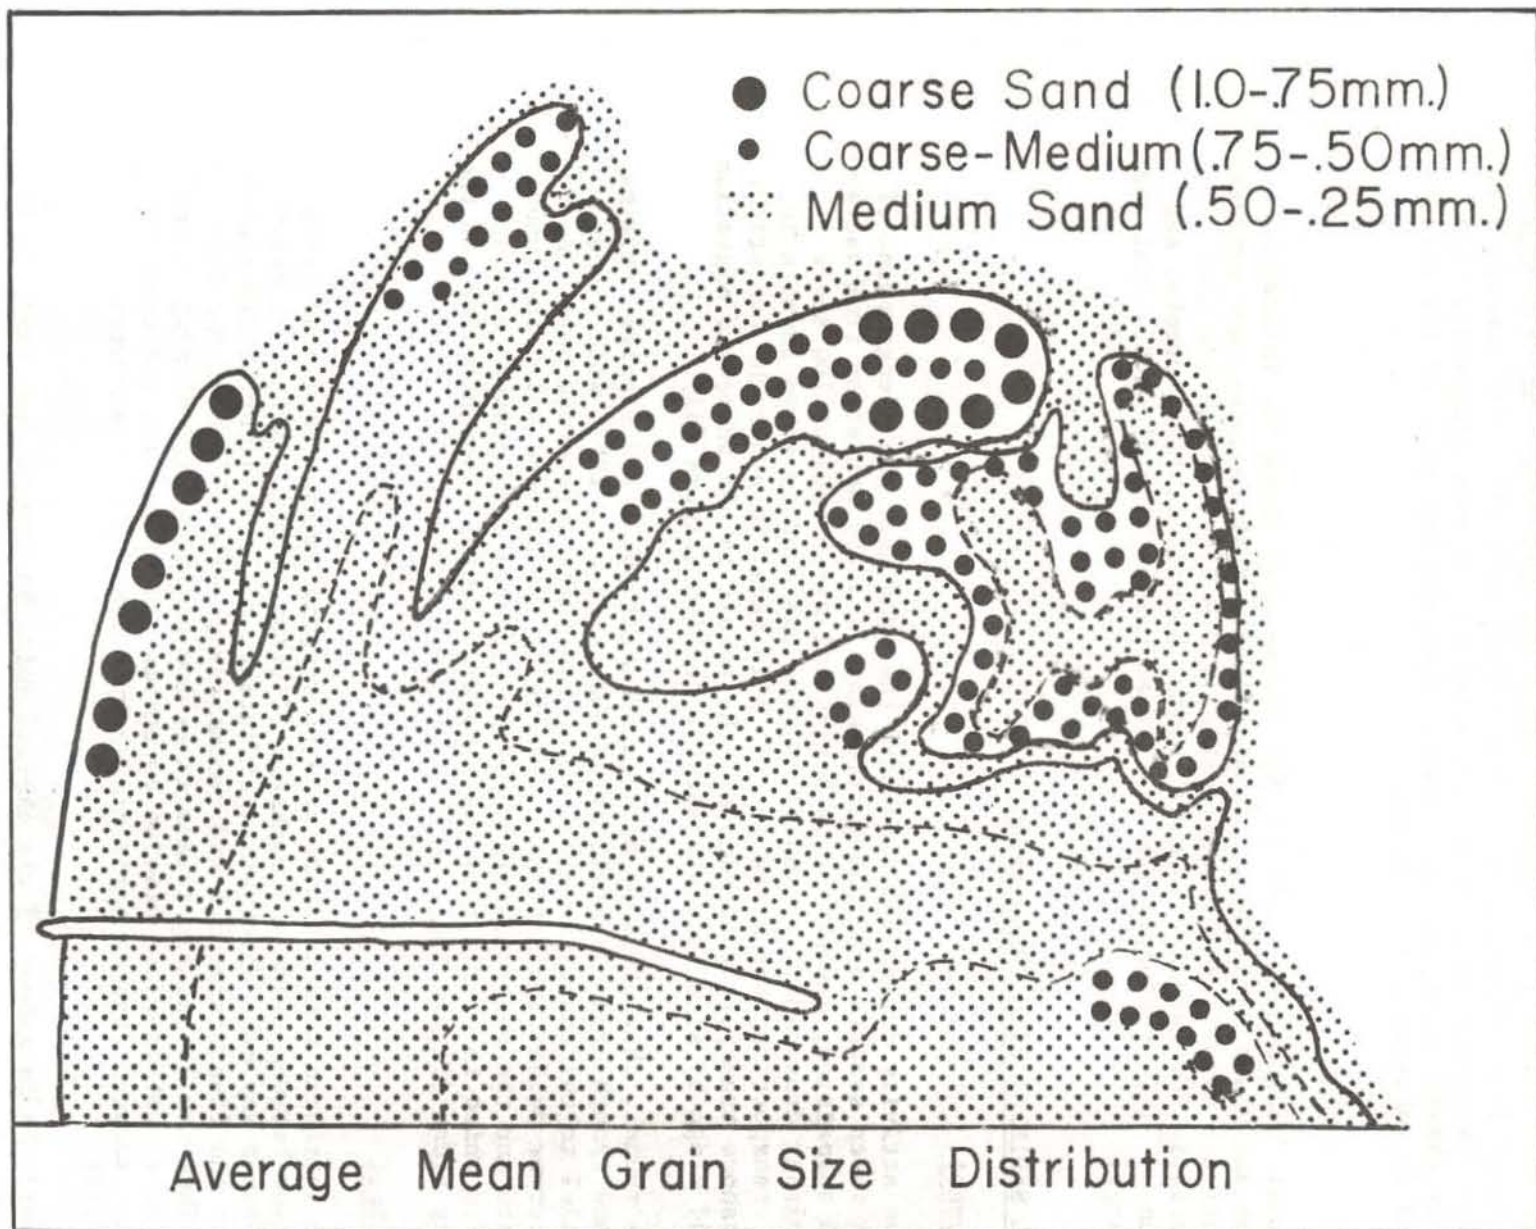 Coarse Sand (1.0-.75mm.)
Coarse-Medium (.75-.50mm.)
Medium Sand (.50-.25mm.)
Average Mean Grain Size Distribution